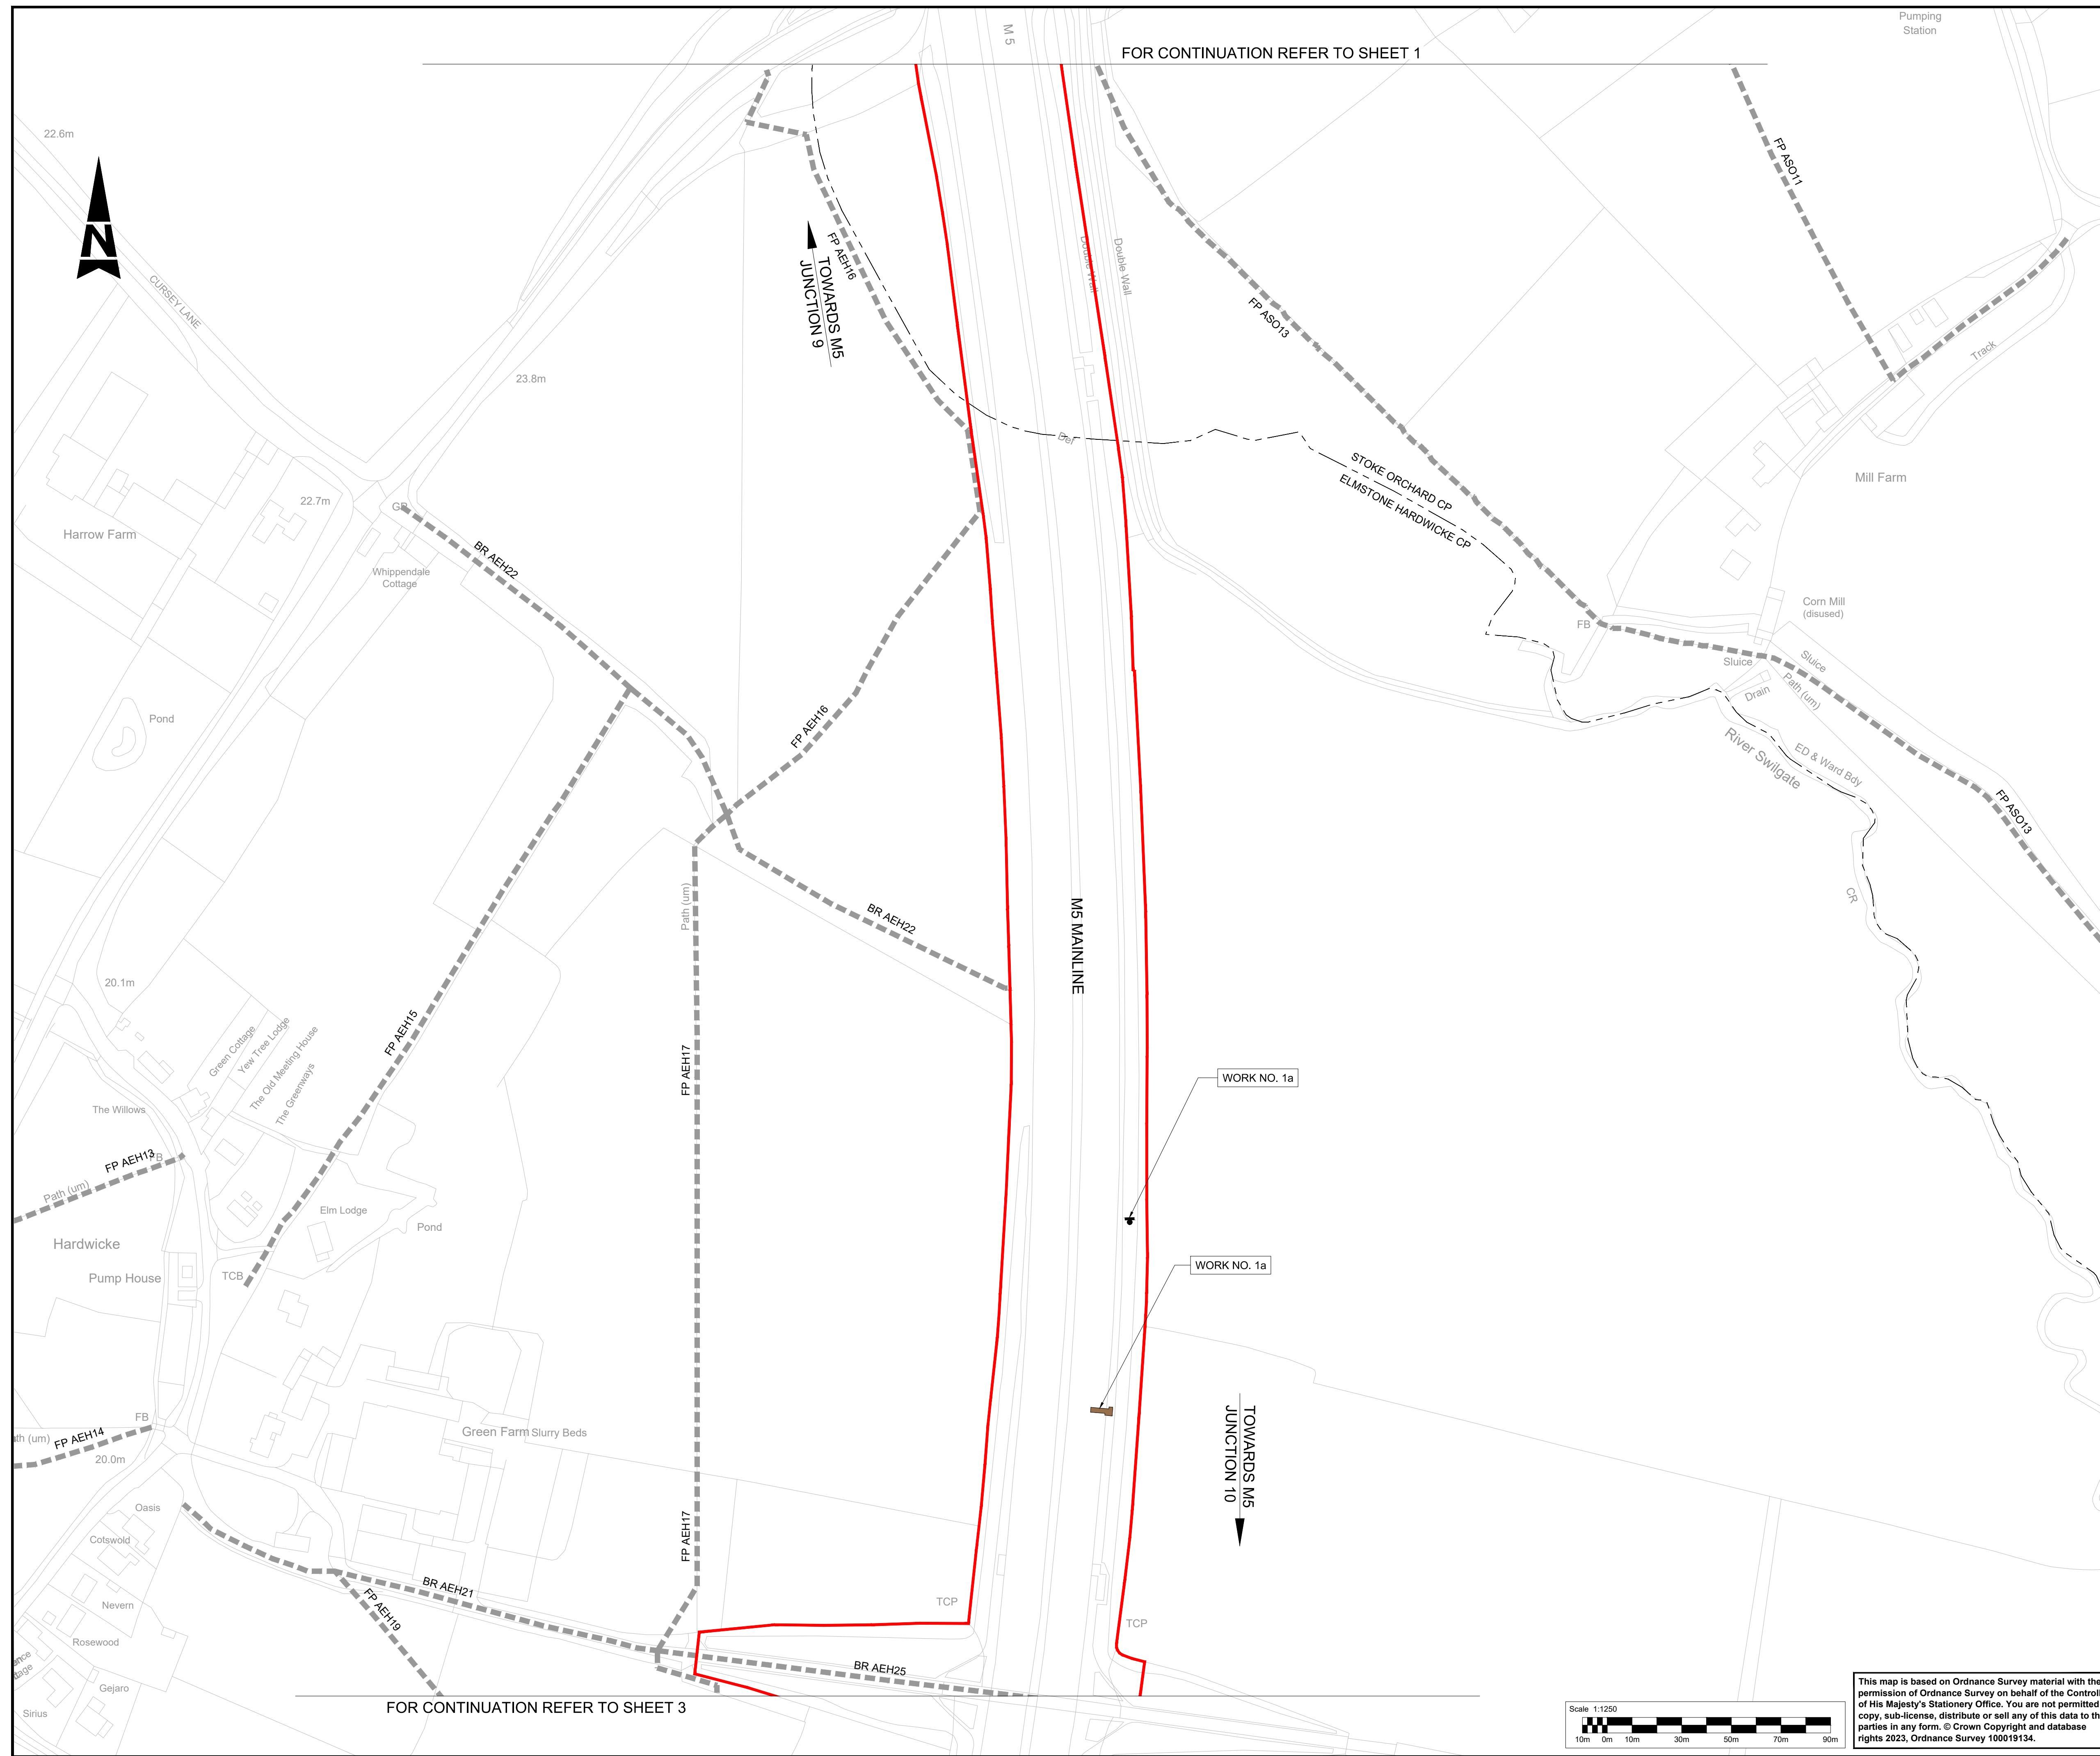 Pumping
Station
M 5
FOR CONTINUATION REFER TO SHEET 1
22.6m
FP ASO11
N
CURSEY LANE
FP AEH16
TOWARDS M5
JUNCTION 9
Double Wall
Double Wall
FP ASO13
Track
23.8m
Def
STOKE ORCHARD CP
ELMSTONE HARDWICKE CP
Mill Farm
22.7m
GP
Harrow Farm
BR AEH22
Whippendale
Cottage
Corn Mill
(disused)
FB
Sluice
Sluice
Path (um)
Drain
Pond
FP AEH16
River Swilgate
ED & Ward Bdy
FP ASO13
Path (um)
BR AEH22
M5 MAINLINE
CR
20.1m
Green Cottage
Yew Tree Lodge
The Old Meeting House
The Greenways
FP AEH15
FP AEH17
WORK NO. 1a
The Willows
FP AEH13
FB
Path (um)
Elm Lodge
Pond
Hardwicke
Pump House
TCB
WORK NO. 1a
FB
FP AEH14
(um)
20.0m
Green Farm
Slurry Beds
TOWARDS M5
JUNCTION 10
Oasis
Cotswold
FP AEH17
BR AEH21
FP AEH19
Nevern
TCP
TCP
Rosewood
BR AEH25
Gejaro
Sirius
FOR CONTINUATION REFER TO SHEET 3
Scale 1:1250
10m 0m 10m 30m 50m 70m 90m
This map is based on Ordnance Survey material with the
permission of Ordnance Survey on behalf of the
of His Majesty's Stationery Office. You are not permitted
copy, sub-license, distribute or sell any of this data to
parties in any form. © Crown Copyright and database
rights 2023, Ordnance Survey 100019134.